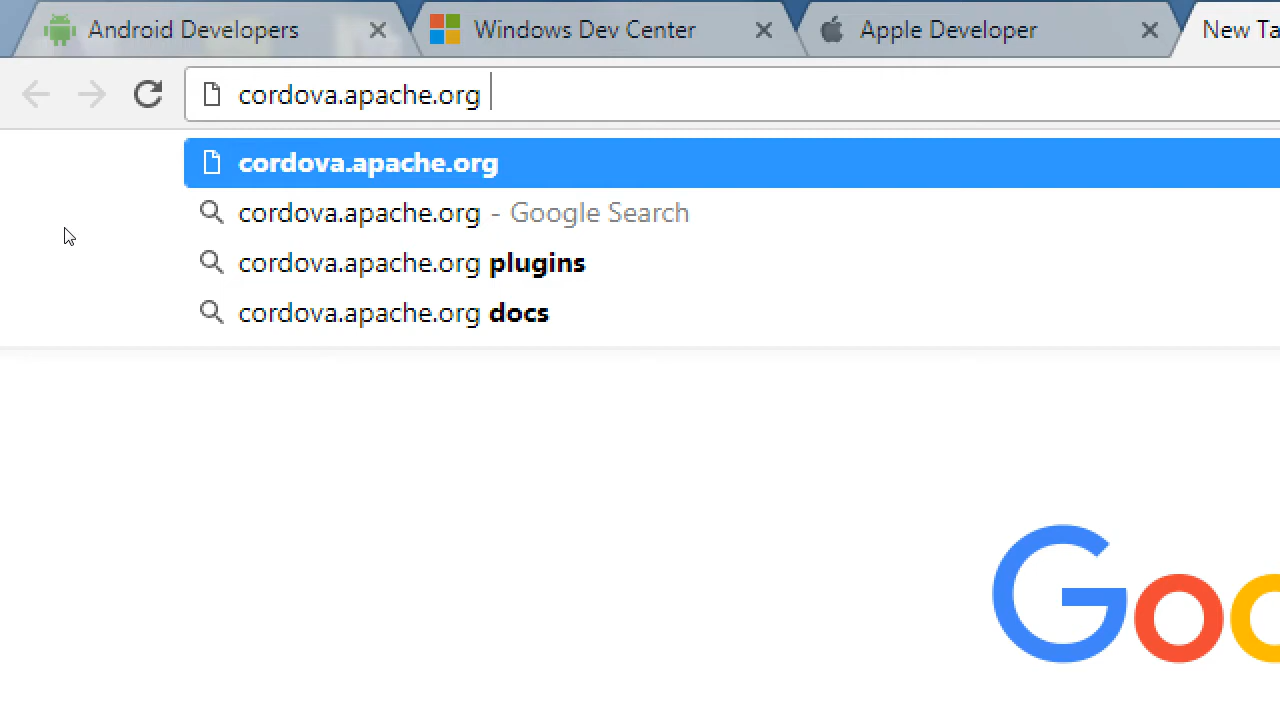 Android Developers
Windows Dev Center
Apple Developer
New Ta
cordova.apache.org
cordova.apache.org
cordova.apache.org - Google Search
cordova.apache.org plugins
cordova.apache.org docs
Goo